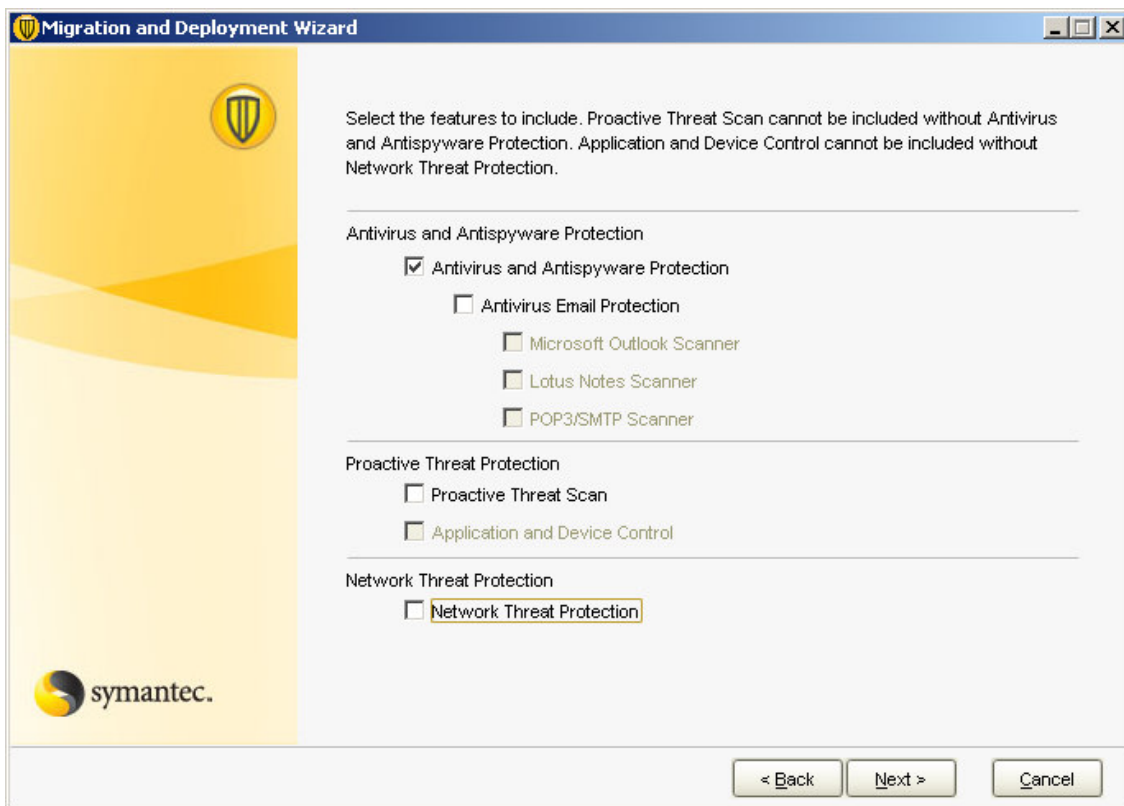 Migration and Deployment Wizard
Select the features to include. Proactive Threat Scan cannot be included without Antivirus
and Antispyware Protection. Application and Device Control cannot be included without
Network Threat Protection.
Antivirus and Antispyware Protection
Antivirus and Antispyware Protection
Antivirus Email Protection
Microsoft Outlook Scanner
Lotus Notes Scanner
POP3/SMTP Scanner
Proactive Threat Protection
Proactive Threat Scan
Application and Device Control
Network Threat Protection
Network Threat Protection
symantec.
< Back
Next >
Cancel